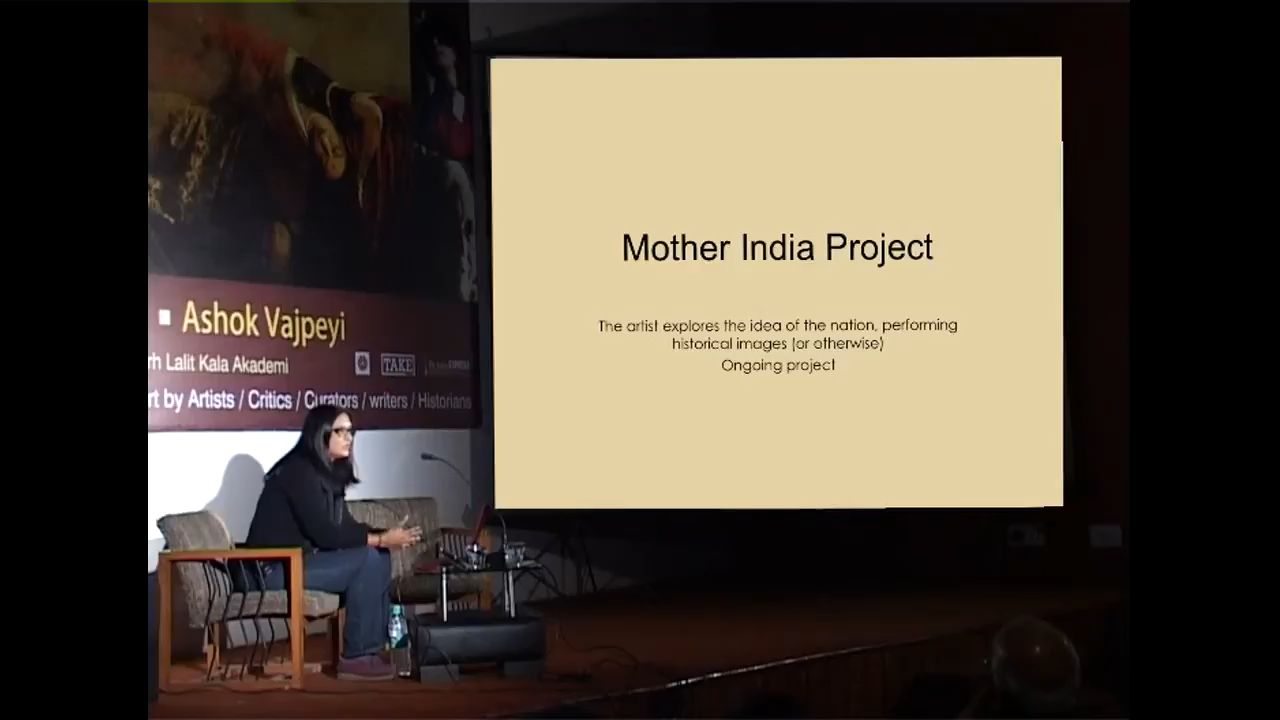 Mother India Project
The artist explores the idea of the nation, performing
historical images (or otherwise)
Ongoing project
Ashok Vajpeyi
rh Lalit Kala Akademi
TAKE
rt by Artists / Critics / Curators / writers / Historians